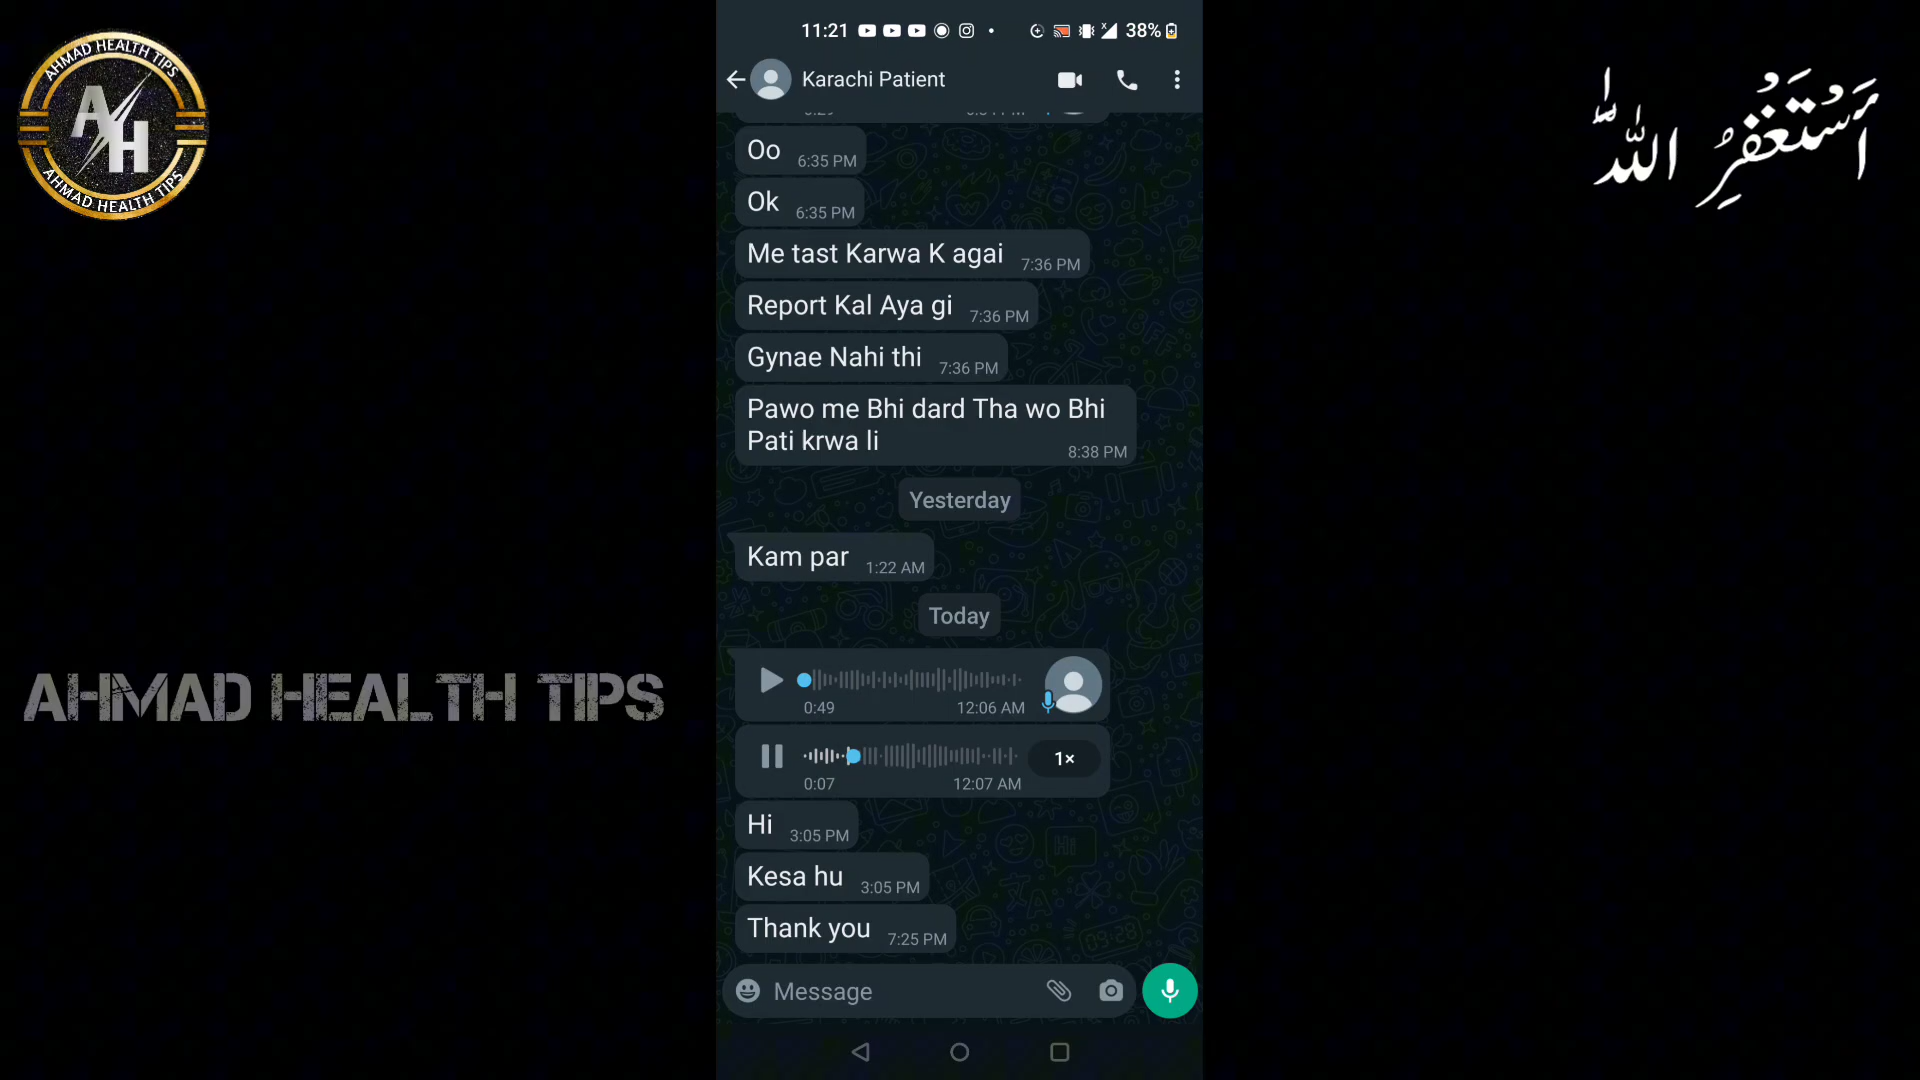 AHMAD HEALTH TIPS
AH
AHMAD HEALTH TIPS
أَسْتَغْفِرُ اللّٰه
11:21
38%
Karachi Patient
Oo 6:35 PM
Ok 6:35 PM
Me tast Karwa K agai 7:36 PM
Report Kal Aya gi 7:36 PM
Gynae Nahi thi 7:36 PM
Pawo me Bhi dard Tha wo Bhi
Pati krwa li 8:38 PM
Yesterday
Kam par 1:22 AM
Today
0:49 12:06 AM
1×
0:07 12:07 AM
Hi 3:05 PM
Kesa hu 3:05 PM
Thank you 7:25 PM
Message
AHMAD HEALTH TIPS